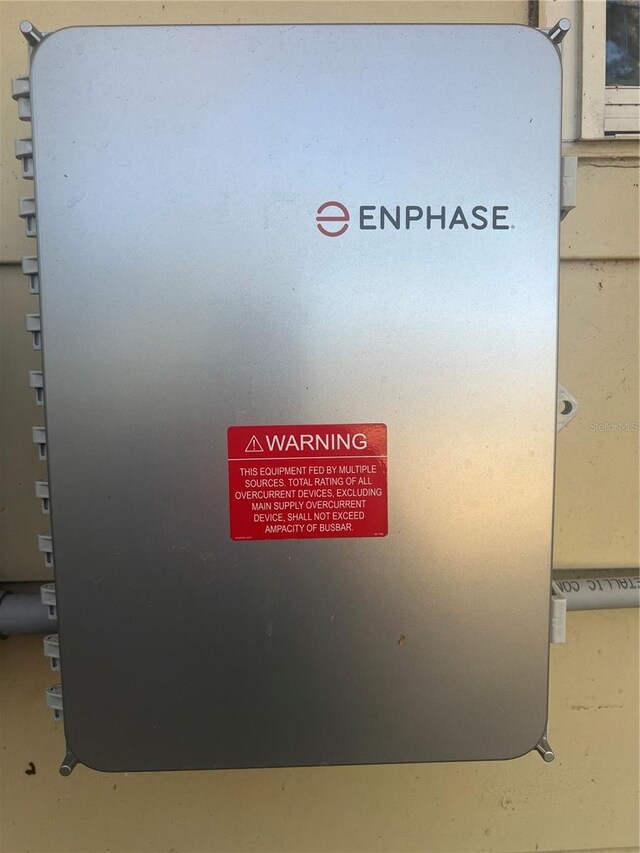 ENPHASE
StellarMLS
⚠WARNING
THIS EQUIPMENT FED BY MULTIPLE
SOURCES. TOTAL RATING OF ALL
OVERCURRENT DEVICES, EXCLUDING
MAIN SUPPLY OVERCURRENT
DEVICE, SHALL NOT EXCEED
AMPACITY OF BUSBAR.